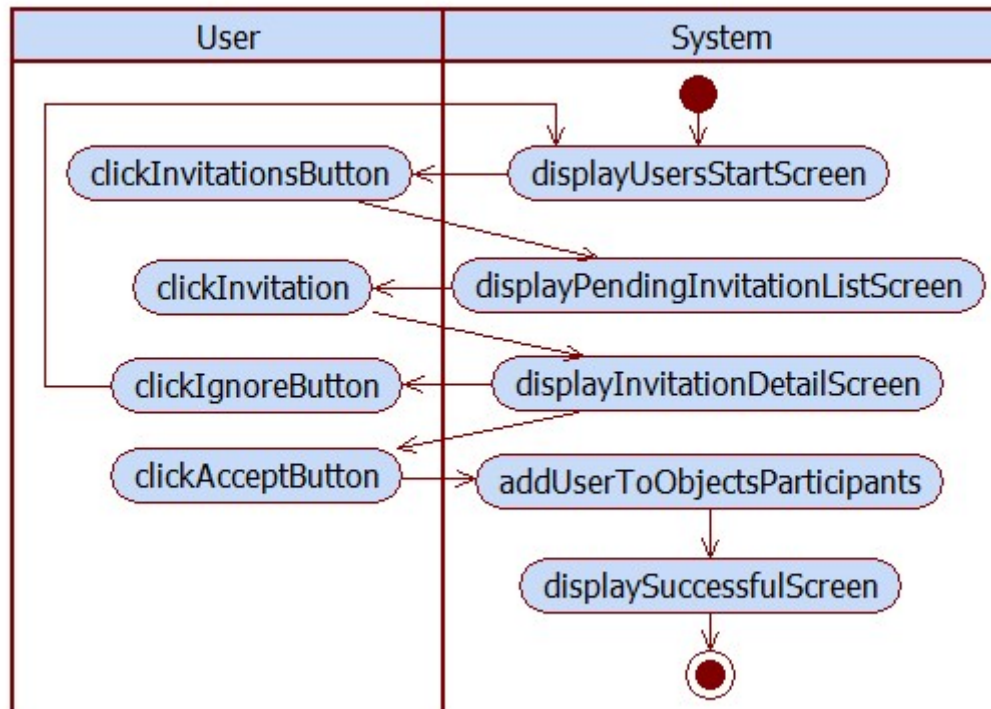 User
System
clickInvitationsButton
displayUsersStartScreen
clickInvitation
displayPendingInvitationListScreen
clickIgnoreButton
displayInvitationDetailScreen
clickAcceptButton
addUserToObjectsParticipants
displaySuccessfulScreen